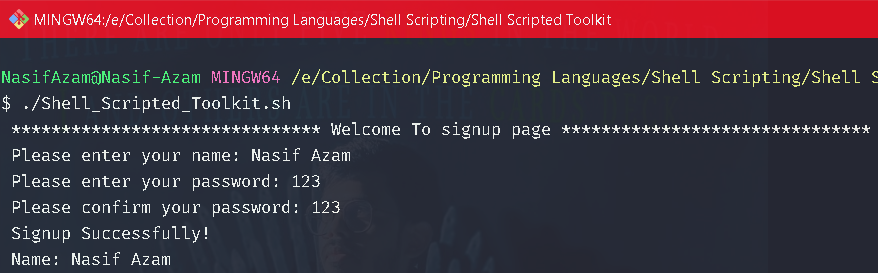 MINGW64:/e/Collection/Programming Languages/Shell Scripting/Shell Scripted Toolkit
NasifAzam@Nasif-Azam MINGW64 /e/Collection/Programming Languages/Shell Scripting/Shell S
$ ./Shell_Scripted_Toolkit.sh
******************************* Welcome To signup page *******************************
Please enter your name: Nasif Azam
Please enter your password: 123
Please confirm your password: 123
Signup Successfully!
Name: Nasif Azam